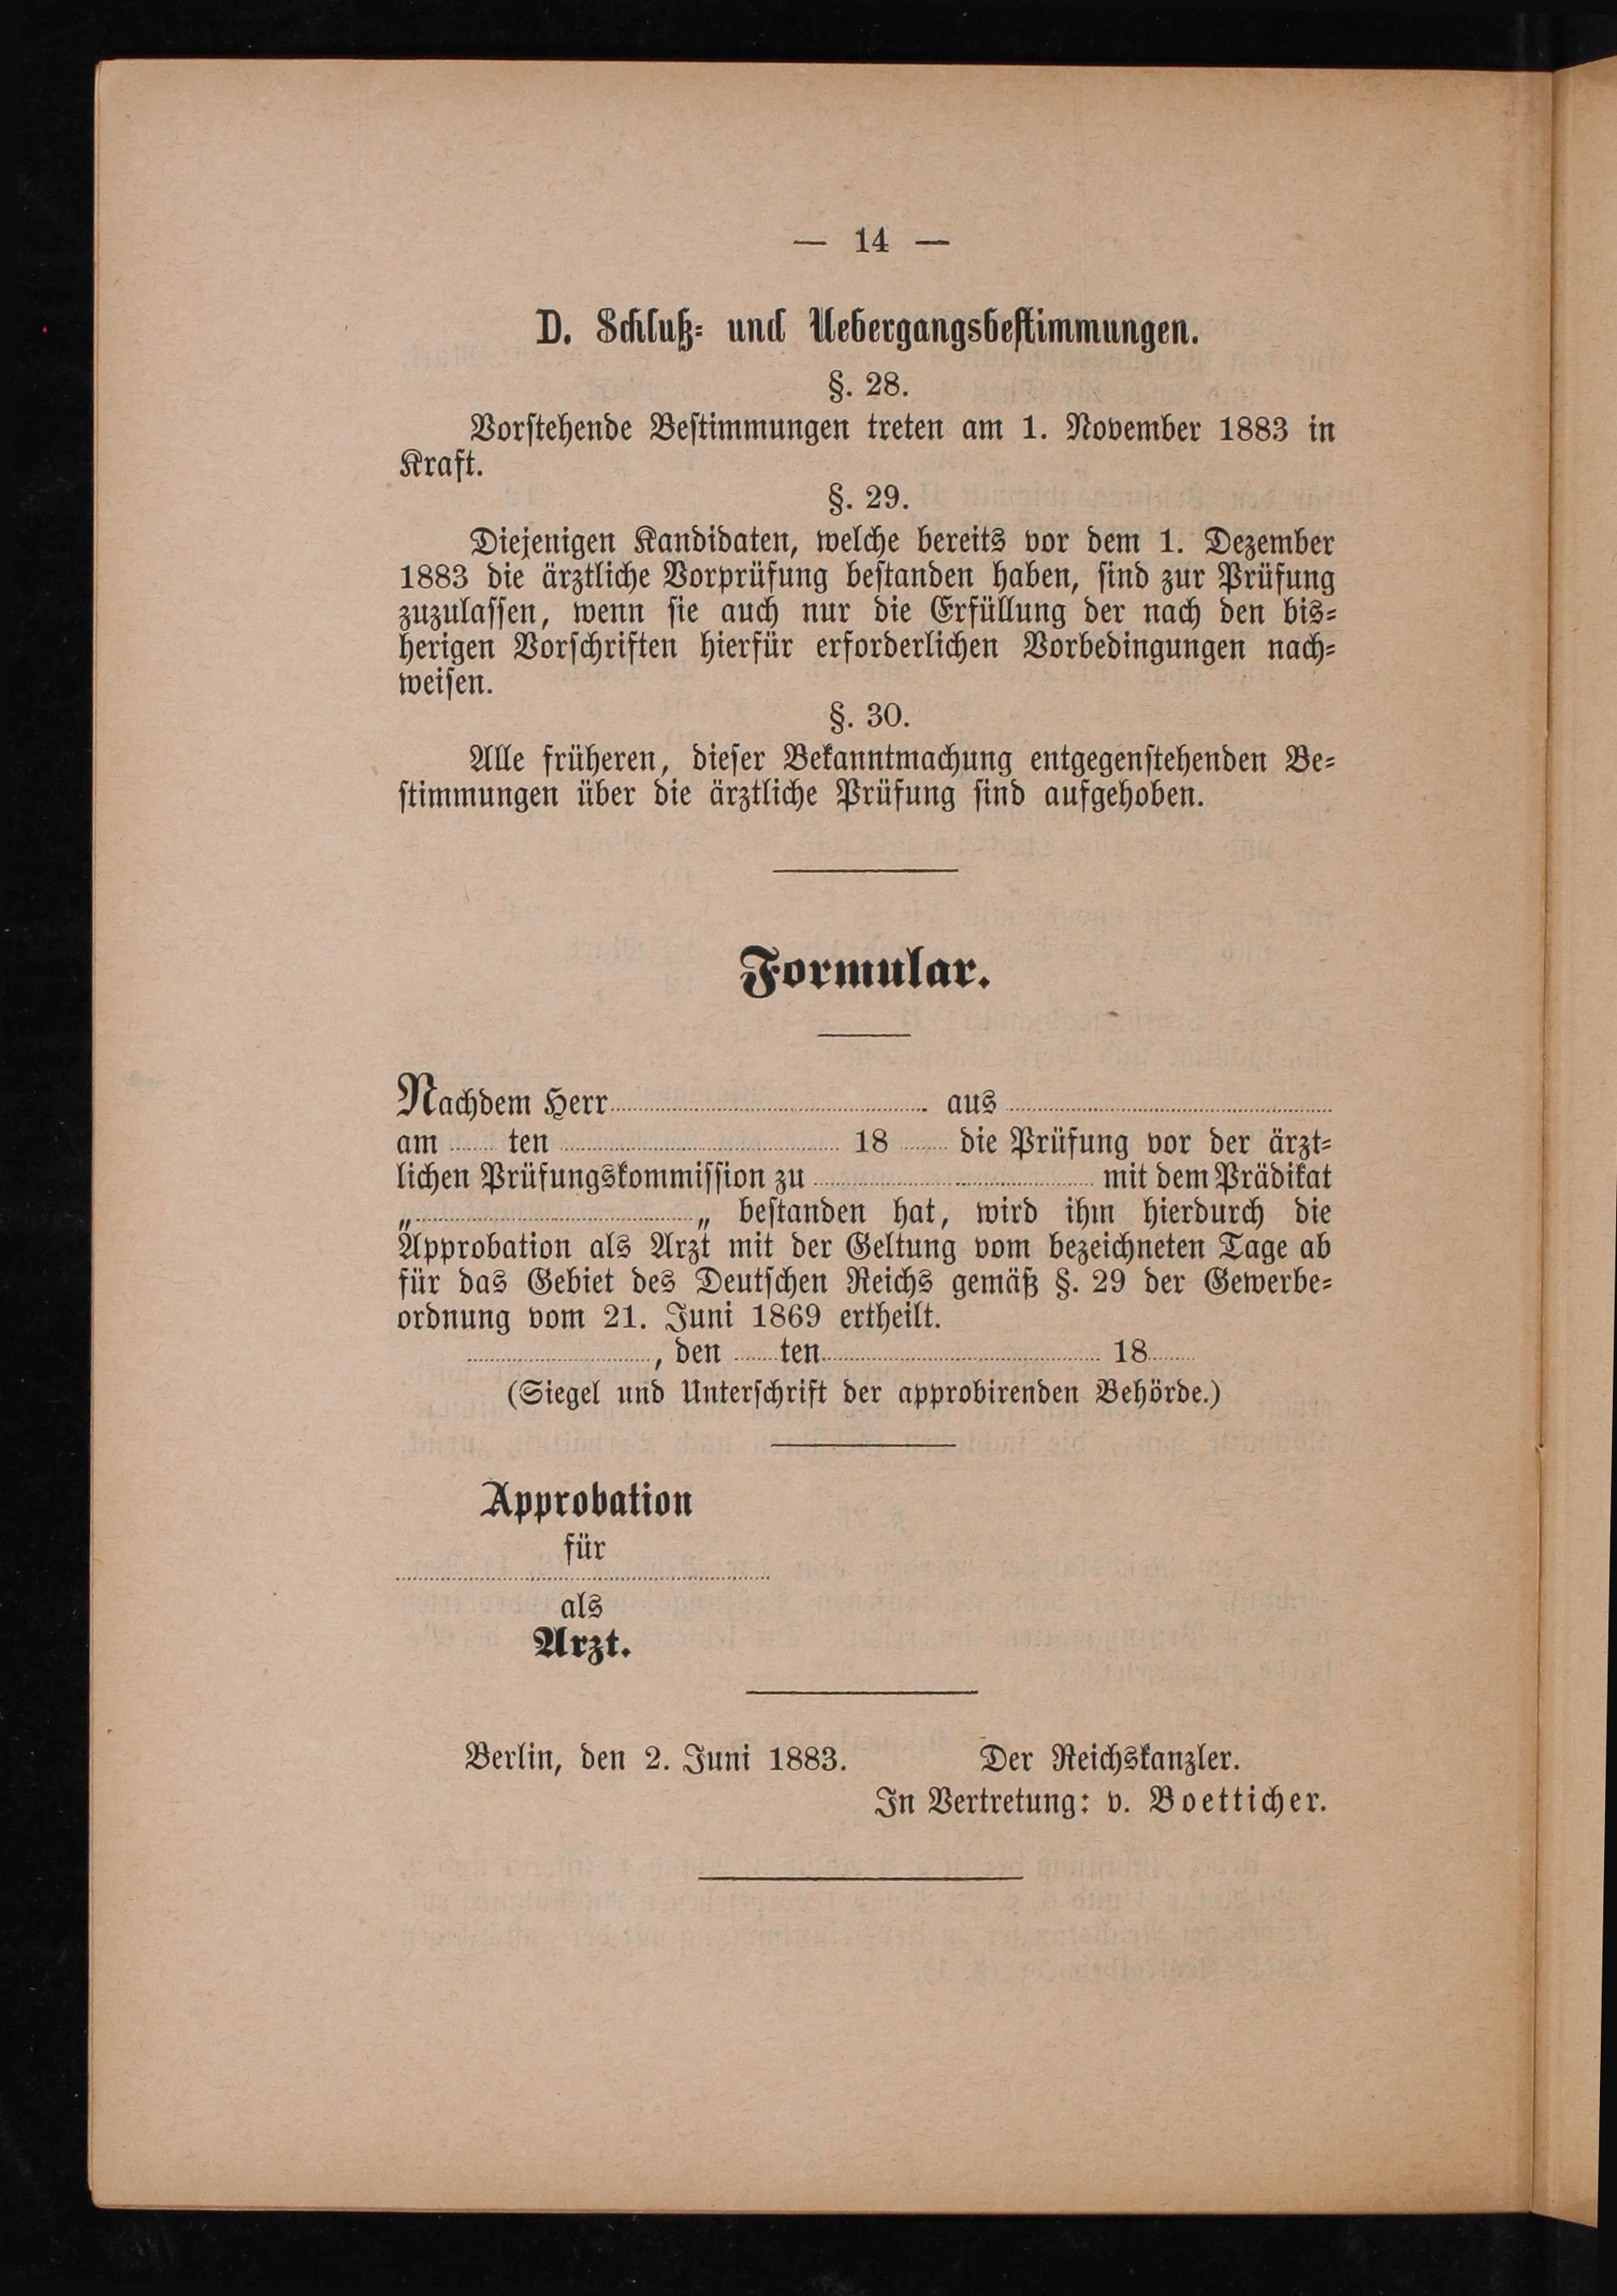 — 14 —
D. Schluß- und Uebergangsbestimmungen.
§. 28.
Vorstehende Bestimmungen treten am 1. November 1883 in
Kraft.
§. 29.
Diejenigen Kandidaten, welche bereits vor dem 1. Dezember
1883 die ärztliche Vorprüfung bestanden haben, sind zur Prüfung
zuzulassen, wenn sie auch nur die Erfüllung der nach den bis-
herigen Vorschriften hierfür erforderlichen Vorbedingungen nach-
weisen.
§. 30.
Alle früheren, dieser Bekanntmachung entgegenstehenden Be-
stimmungen über die ärztliche Prüfung sind aufgehoben.
Formular.
Nachdem Herr.................... aus ....................
am ...... ten .................... 18 ...... die Prüfung vor der ärzt-
lichen Prüfungskommission zu .................... mit dem Prädikat
„....................„ bestanden hat, wird ihm hierdurch die
Approbation als Arzt mit der Geltung vom bezeichneten Tage ab
für das Gebiet des Deutschen Reichs gemäß §. 29 der Gewerbe-
ordnung vom 21. Juni 1869 ertheilt.
...................., den ......ten.................... 18......
(Siegel und Unterschrift der approbirenden Behörde.)
Approbation
für
....................
als
Arzt.
Berlin, den 2. Juni 1883. Der Reichskanzler.
In Vertretung: v. Boetticher.